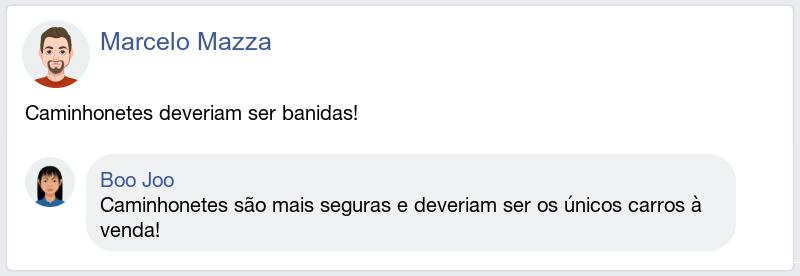 Marcelo Mazza
Caminhonetes deveriam ser banidas!
Boo Joo
Caminhonetes são mais seguras e deveriam ser os únicos carros à
venda!